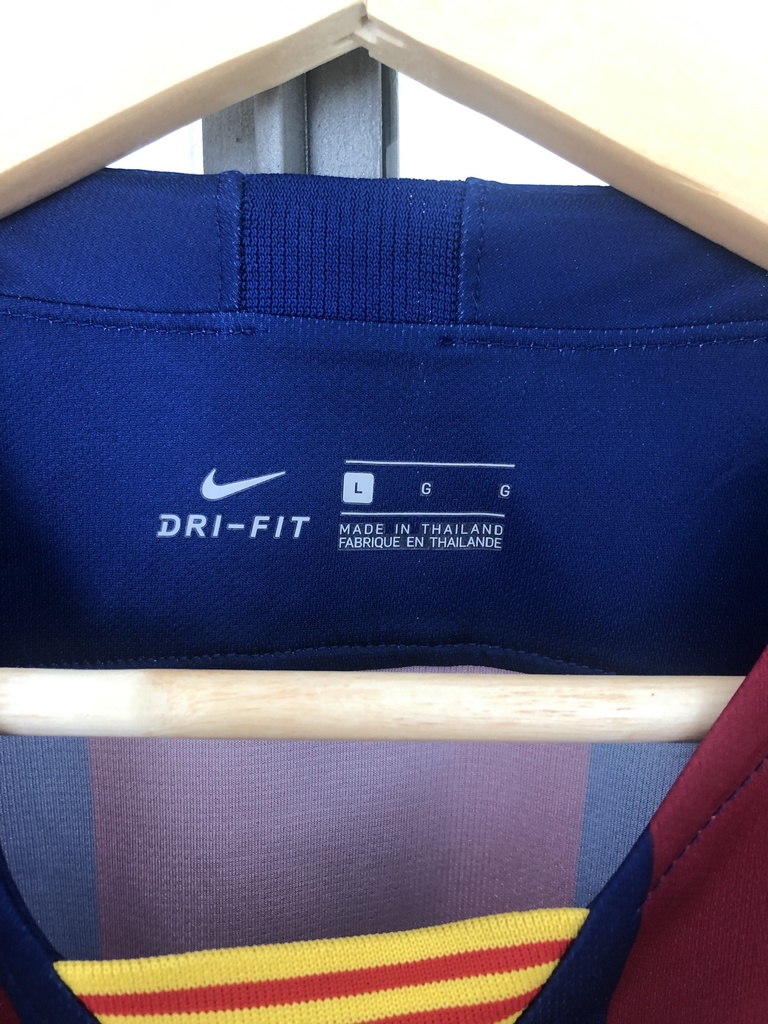 DRI-FIT
L G G
MADE IN THAILAND
FABRIQUE EN THAILANDE